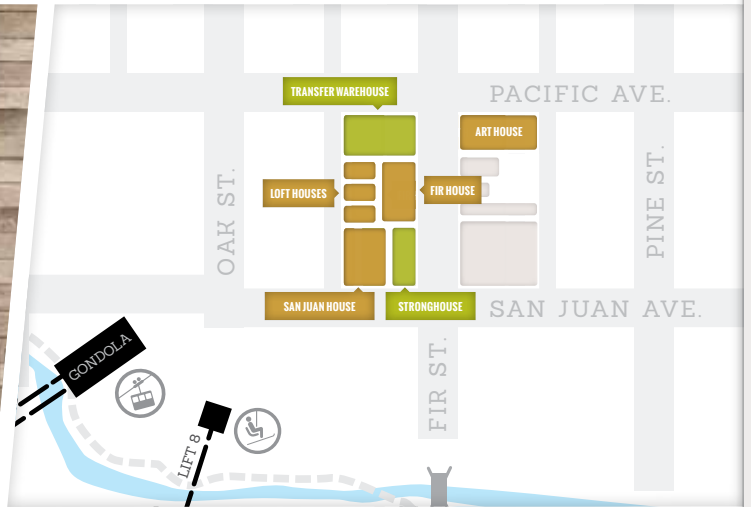 TRANSFER WAREHOUSE
PACIFIC AVE.
ART HOUSE
LOFT HOUSES
FIR HOUSE
OAK ST.
PINE ST.
SAN JUAN HOUSE
STRONGHOUSE
SAN JUAN AVE.
GONDOLA
FIR ST.
LIFT 8